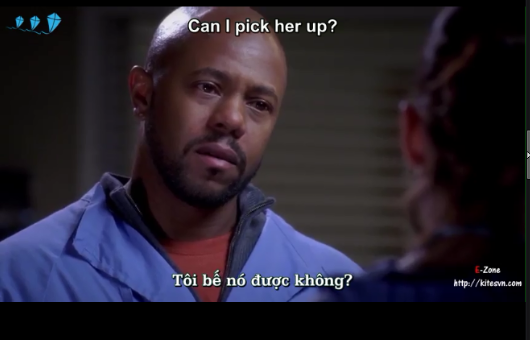 Can I pick her up?
Tôi bế nó được không?
E-Zone
http://kitesvn.com